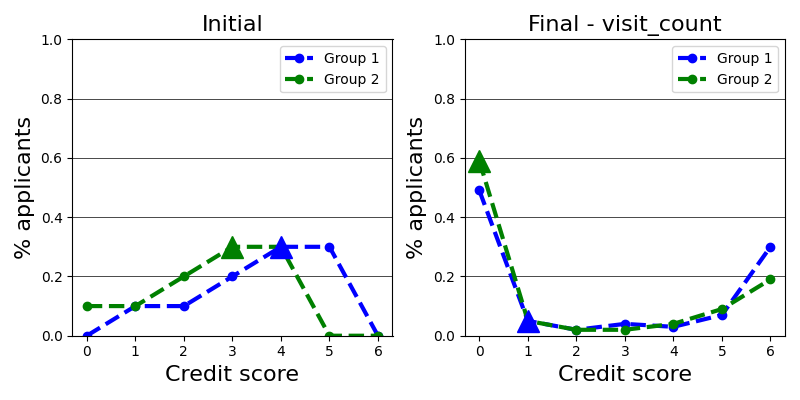 Initial
% applicants
1.0
0.8
0.6
0.4
0.2
0.0
Group 1
Group 2
0 1 2 3 4 5 6
Credit score
Final - visit_count
% applicants
1.0
0.8
0.6
0.4
0.2
0.0
Group 1
Group 2
0 1 2 3 4 5 6
Credit score